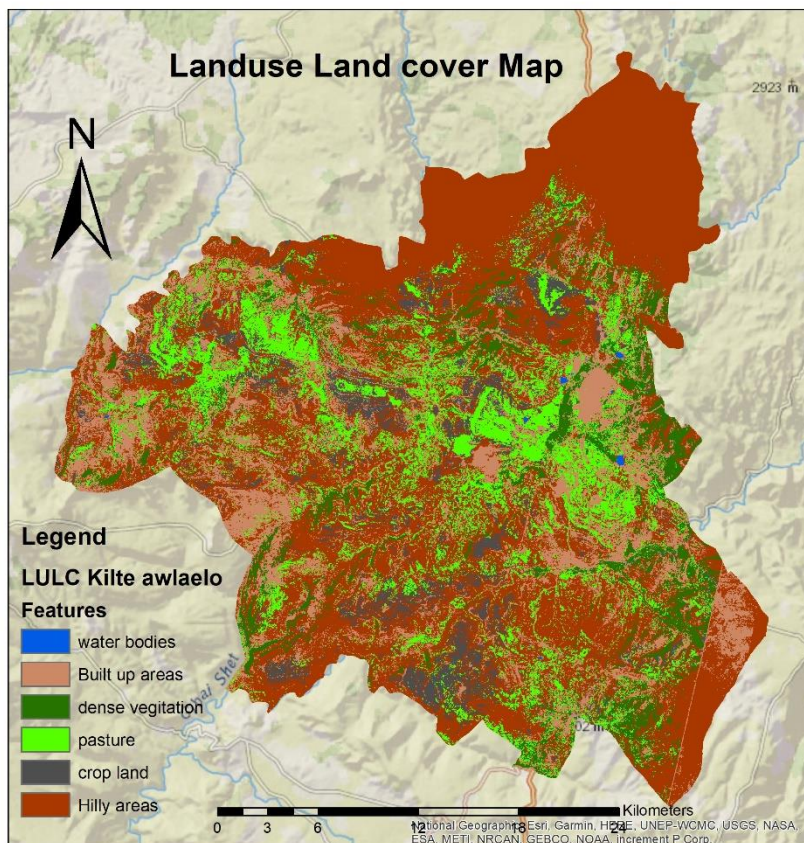 Landuse Land cover Map
2923 m
N
Legend
LULC Kilte awlaelo
Features
water bodies
Built up areas
dense vegitation
pasture
crop land
Hilly areas
Shet
02 m
Kilometers
0 3 6 12 18 24
National Geographic, Esri, Garmin, HERE, UNEP-WCMC, USGS, NASA,
ESA, METI, NRCAN, GEBCO, NOAA, increment P Corp.